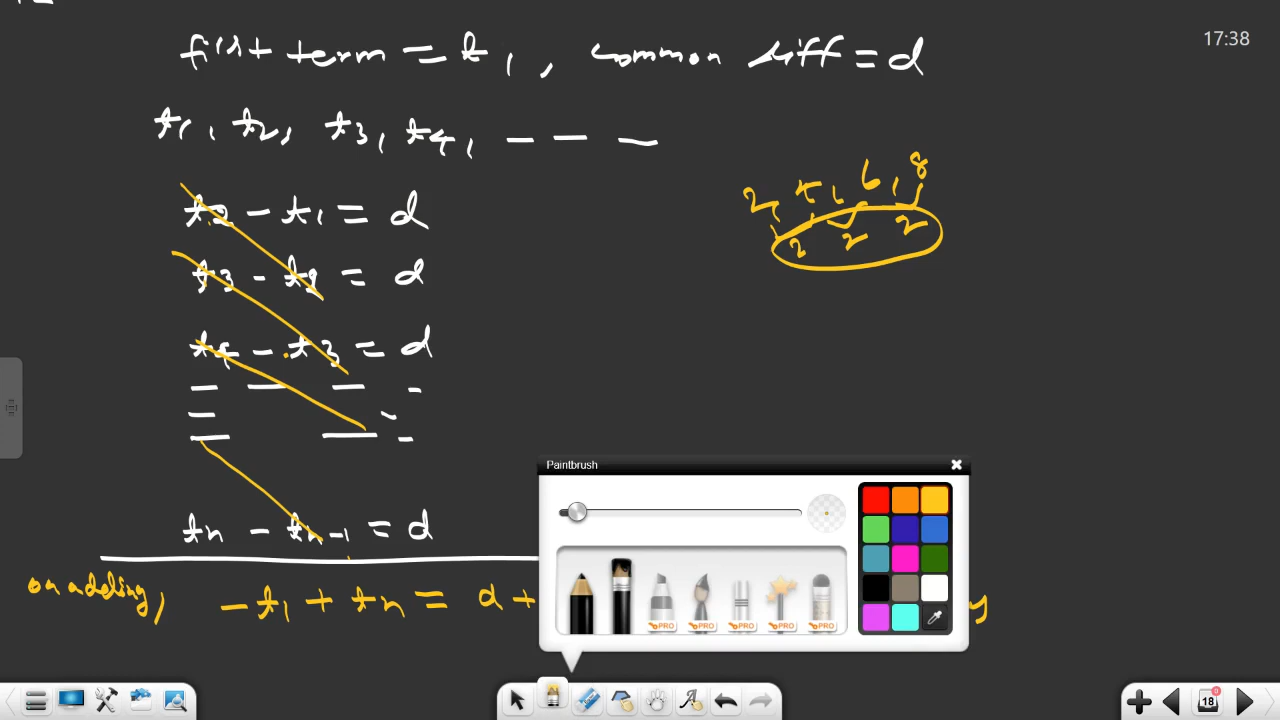 17:38
first term = t1, common diff = d
t1, t2, t3, t4, — — —
2, 4, 6, 8
2 2 2
t2 - t1 = d
t3 - t2 = d
t4 - t3 = d
tn - tn-1 = d
Paintbrush
PRO PRO PRO PRO PRO
on adding, -t1 + tn = d +
18
0